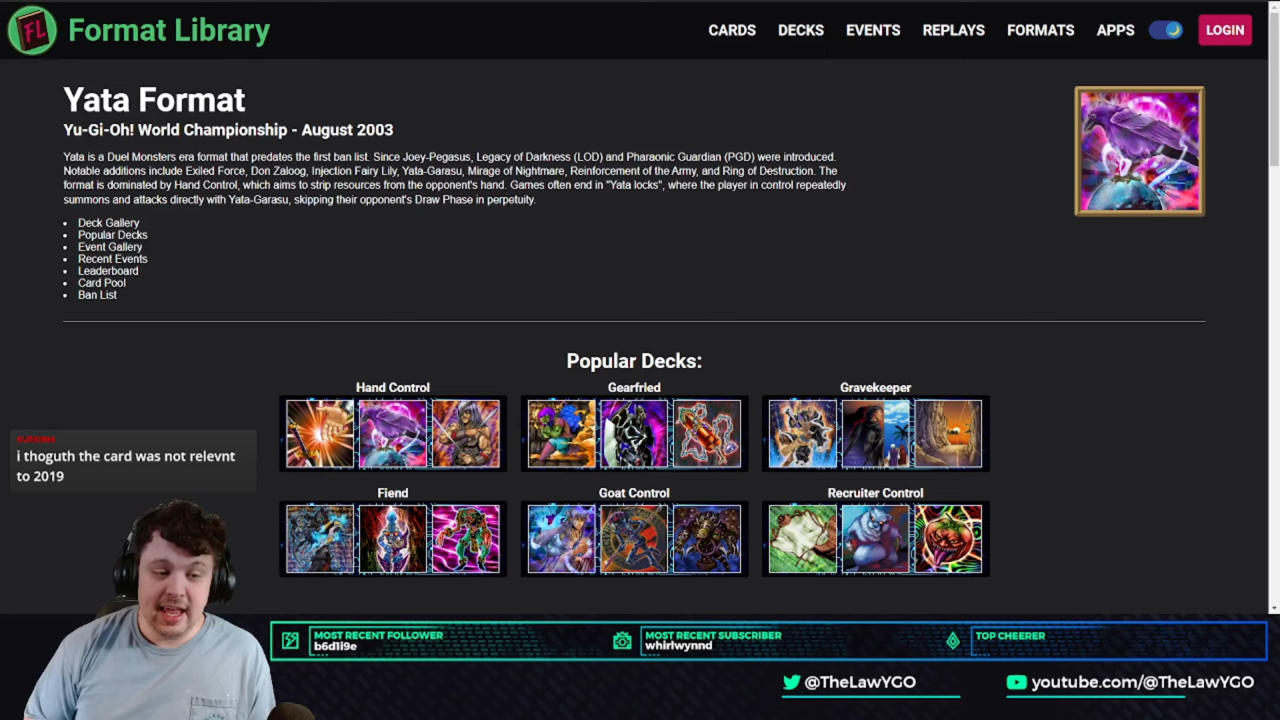 FL
Format Library
CARDS
DECKS
EVENTS
REPLAYS
FORMATS
APPS
LOGIN
Yata Format
Yu-Gi-Oh! World Championship - August 2003
Yata is a Duel Monsters era format that predates the first ban list. Since Joey-Pegasus, Legacy of Darkness (LOD) and Pharaonic Guardian (PGD) were introduced.
Notable additions include Exiled Force, Don Zaloog, Injection Fairy Lily, Yata-Garasu, Mirage of Nightmare, Reinforcement of the Army, and Ring of Destruction. The
format is dominated by Hand Control, which aims to strip resources from the opponent's hand. Games often end in "Yata locks", where the player in control repeatedly
summons and attacks directly with Yata-Garasu, skipping their opponent's Draw Phase in perpetuity.
• Deck Gallery
• Popular Decks
• Event Gallery
• Recent Events
• Leaderboard
• Card Pool
• Ban List
Popular Decks:
Hand Control
Gearfried
Gravekeeper
Fiend
Goat Control
Recruiter Control
i thoguth the card was not relevnt
to 2019
MOST RECENT FOLLOWER
b6d1i9e
MOST RECENT SUBSCRIBER
whirlwynnd
TOP CHEERER
@TheLawYGO
youtube.com/@TheLawYGO